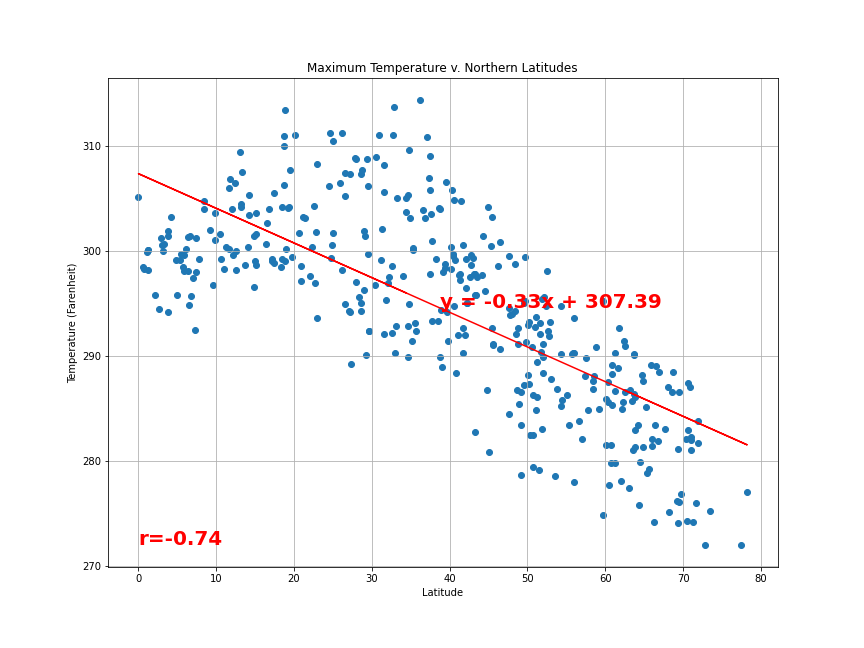 Maximum Temperature v. Northern Latitudes
Temperature (Farenheit)
310
300
290
280
270
y = -0.33x + 307.39
r=-0.74
0 10 20 30 40 50 60 70 80
Latitude